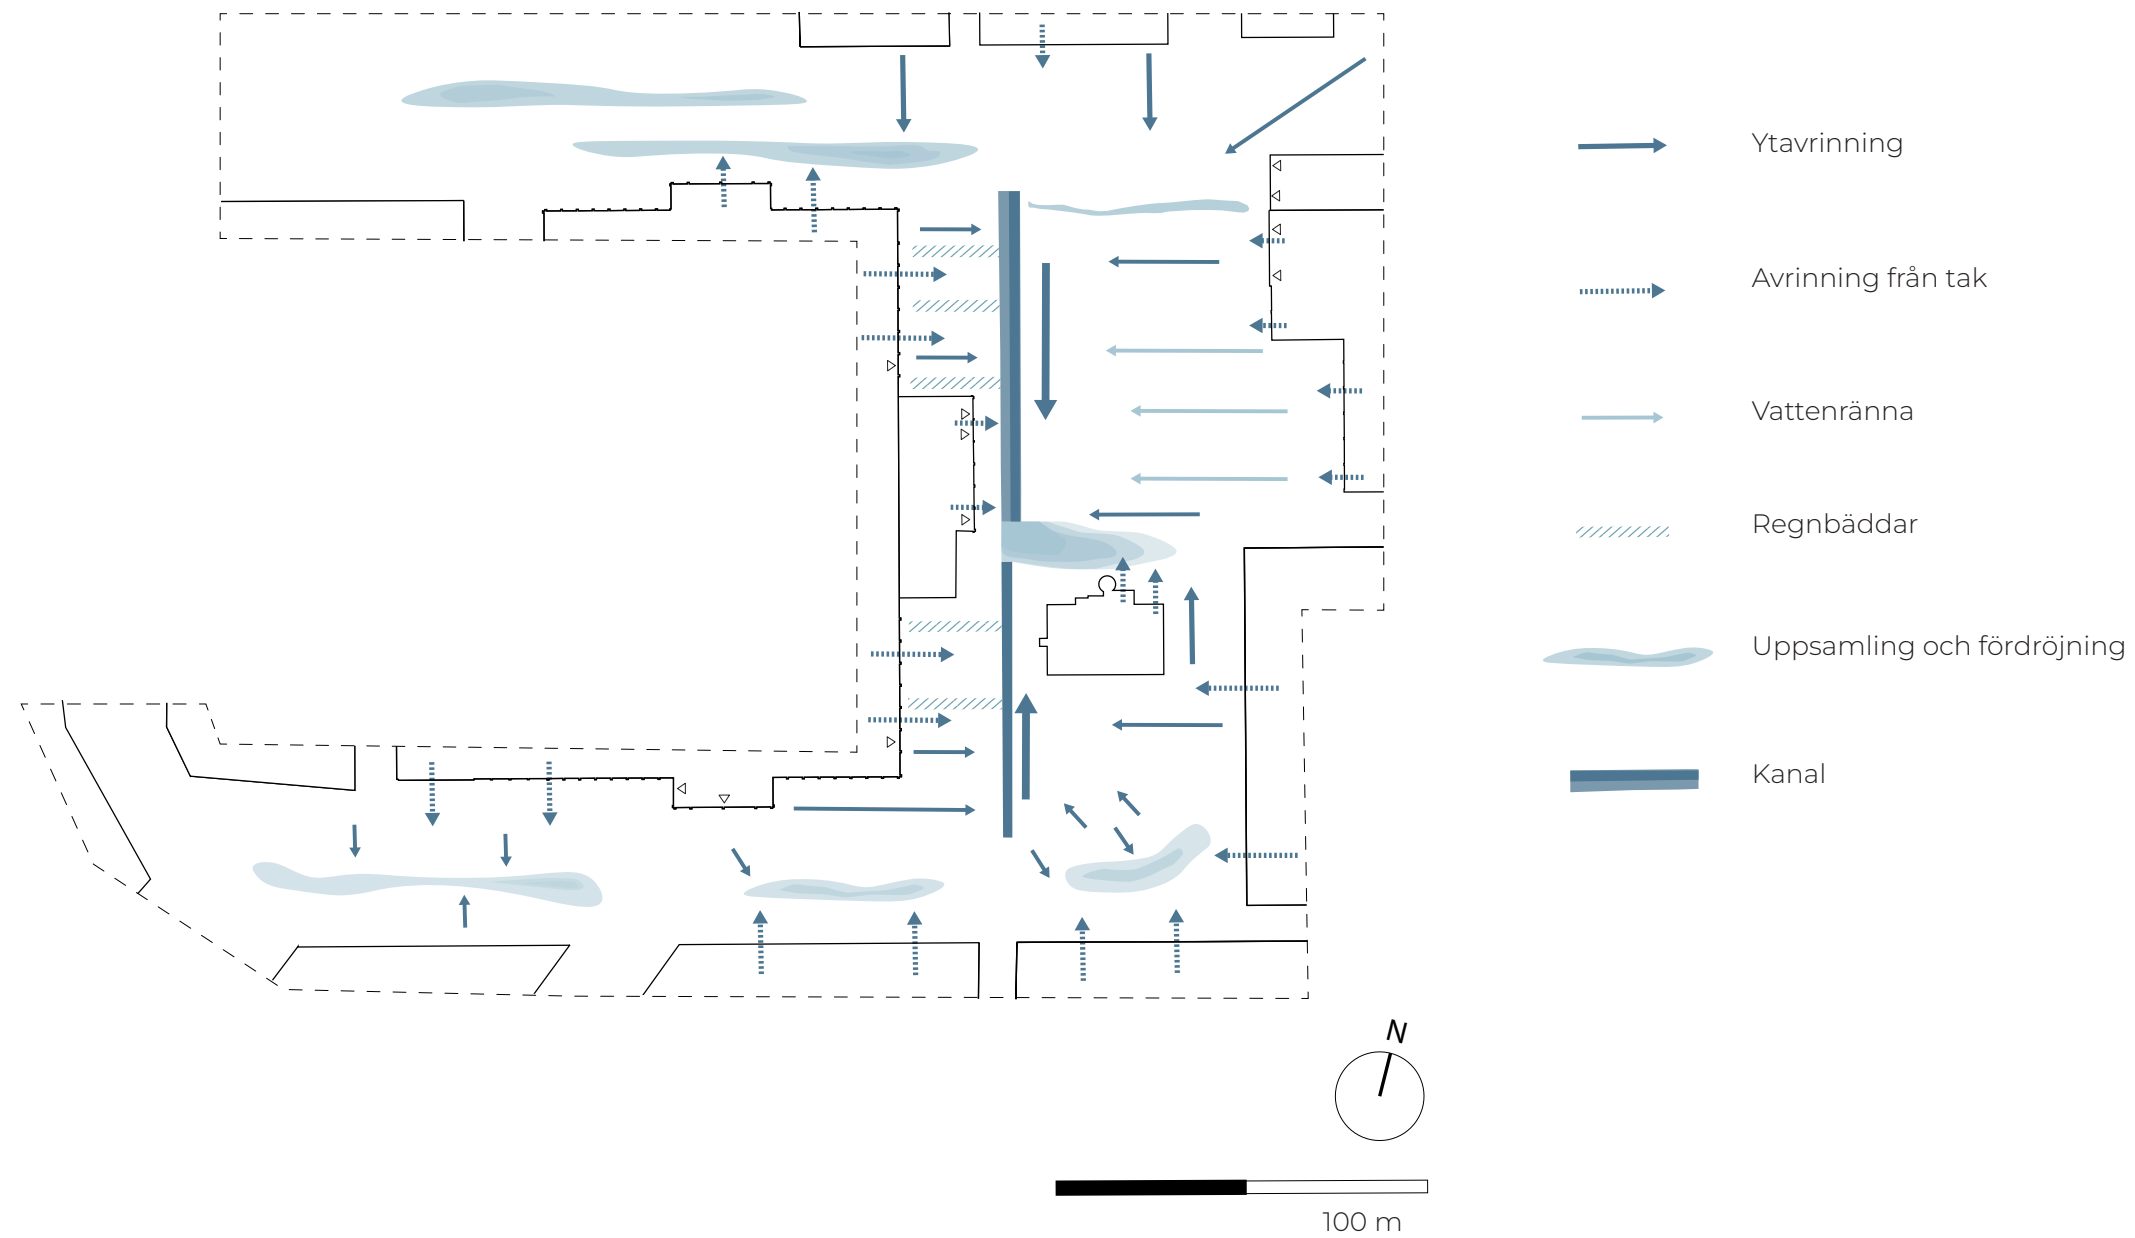 Ytavrinning
Avrinning från tak
Vattenränna
Regnbäddar
Uppsamling och fördröjning
Kanal
N
100 m